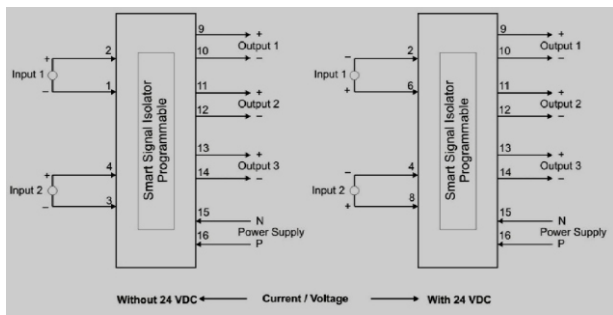 9 +
Output 1
10 −
+ 2
Input 1
− 1
11 +
Output 2
12 −
+ 4
Input 2
− 3
13 +
Output 3
14 −
15 N
Power Supply
16 P
Smart Signal Isolator
Programmable
9 +
Output 1
10 −
− 2
Input 1
+ 6
11 +
Output 2
12 −
− 4
Input 2
+ 8
13 +
Output 3
14 −
15 N
Power Supply
16 P
Smart Signal Isolator
Programmable
Without 24 VDC Current / Voltage With 24 VDC